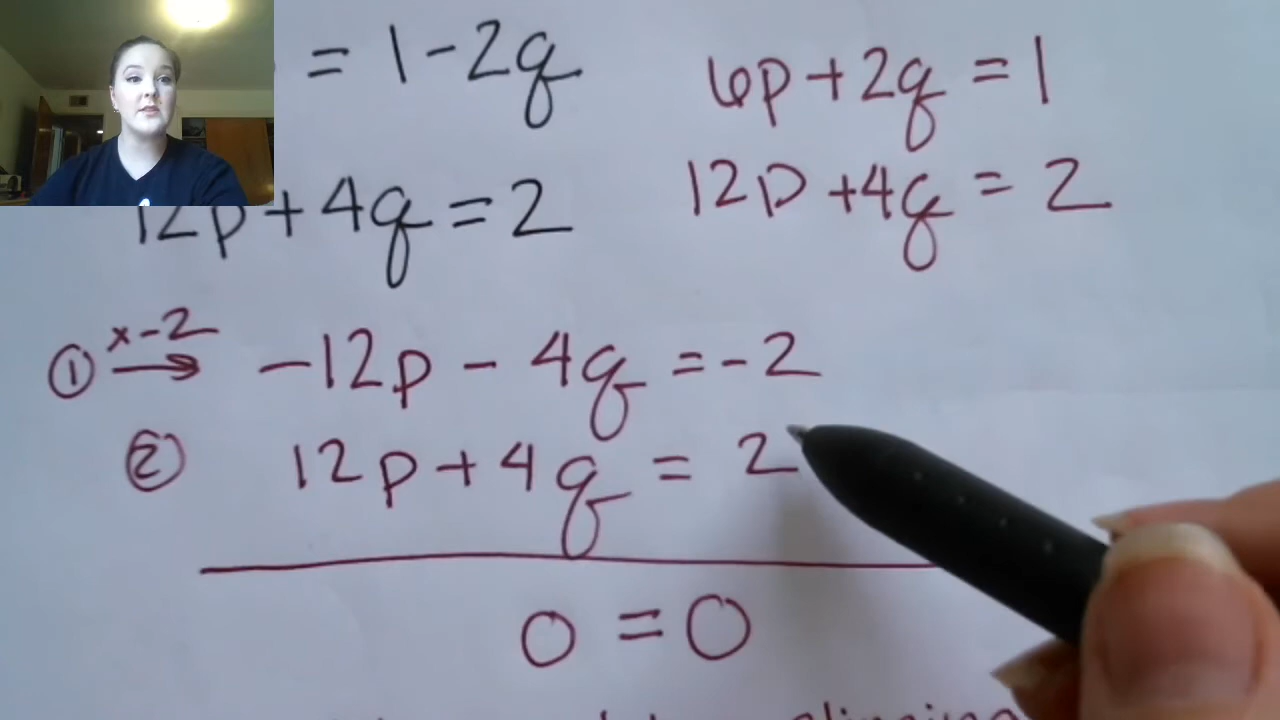 = 1 - 2q
12p + 4q = 2
6p + 2q = 1
12p + 4q = 2
① x-2 → -12p - 4q = -2
② 12p + 4q = 2
0 = 0